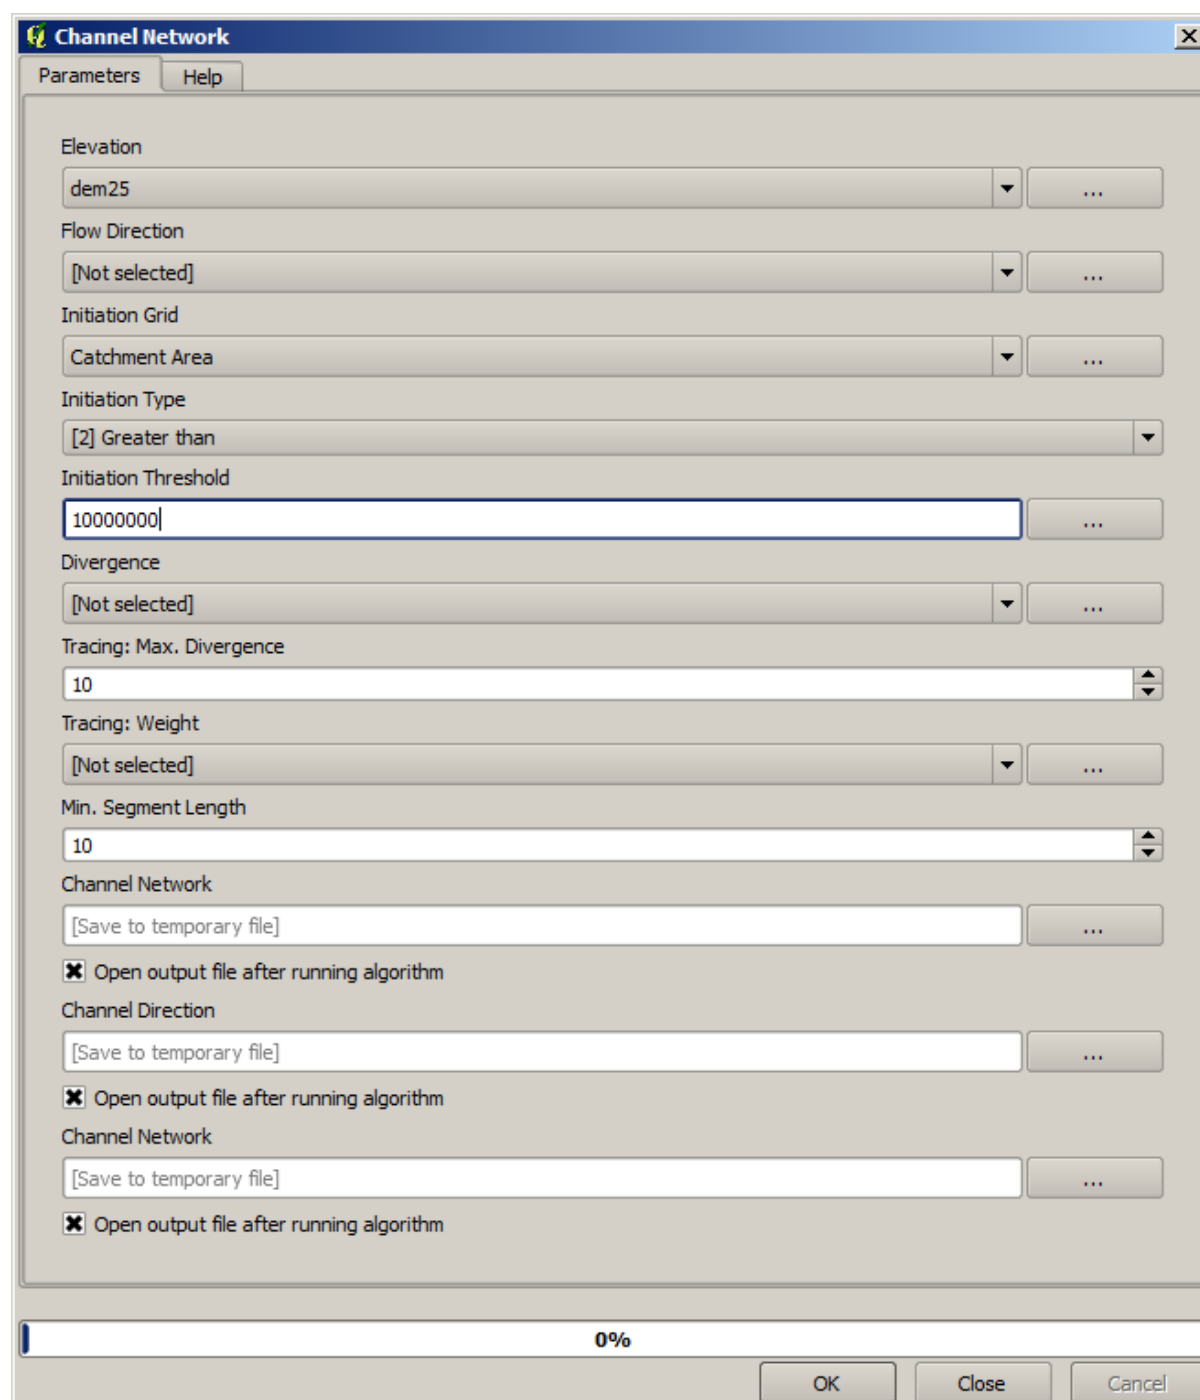 Channel Network
Parameters Help
Elevation
dem25 ...
Flow Direction
[Not selected] ...
Initiation Grid
Catchment Area ...
Initiation Type
[2] Greater than
Initiation Threshold
10000000 ...
Divergence
[Not selected] ...
Tracing: Max. Divergence
10
Tracing: Weight
[Not selected] ...
Min. Segment Length
10
Channel Network
[Save to temporary file] ...
Open output file after running algorithm
Channel Direction
[Save to temporary file] ...
Open output file after running algorithm
Channel Network
[Save to temporary file] ...
Open output file after running algorithm
0%
OK Close Cancel